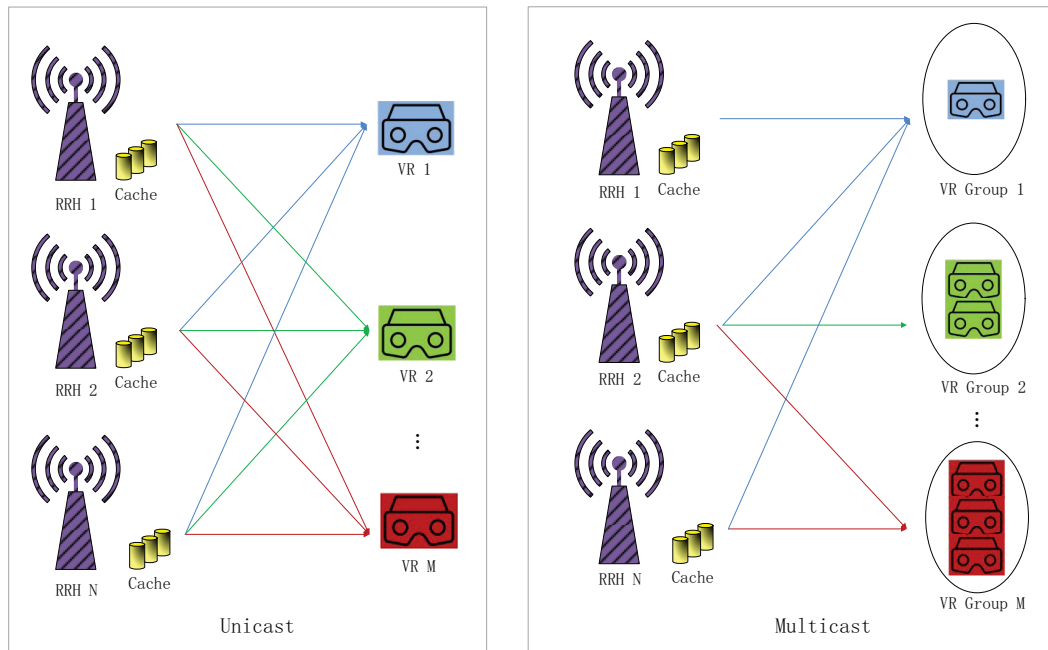 RRH 1
Cache
VR 1
RRH 2
Cache
VR 2
RRH N
Cache
VR M
Unicast
RRH 1
Cache
VR Group 1
RRH 2
Cache
VR Group 2
RRH N
Cache
VR Group M
Multicast